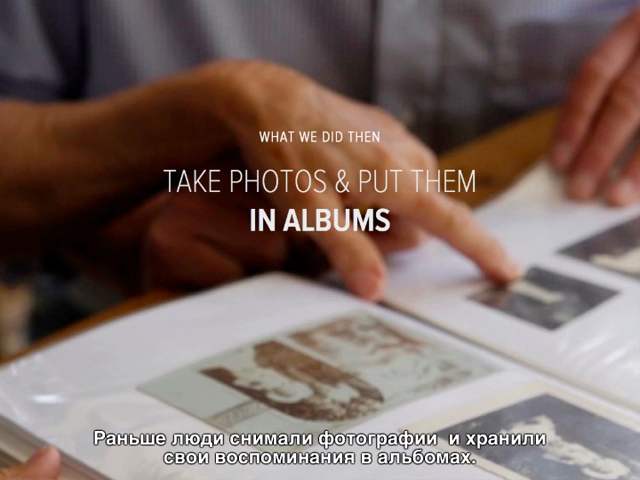 WHAT WE DID THEN
TAKE PHOTOS & PUT THEM
IN ALBUMS
Раньше люди снимали фотографии  и хранили
свои воспоминания в альбомах.